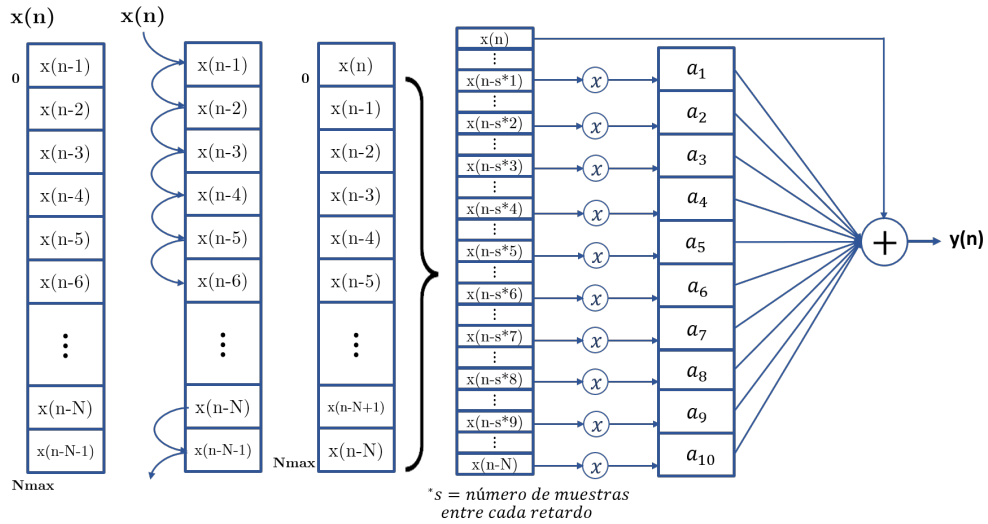 x(n)
0
x(n-1)
x(n-2)
x(n-3)
x(n-4)
x(n-5)
x(n-6)
⋮
x(n-N)
x(n-N-1)
Nmax
x(n)
x(n-1)
x(n-2)
x(n-3)
x(n-4)
x(n-5)
x(n-6)
⋮
x(n-N)
x(n-N-1)
0
x(n)
x(n-1)
x(n-2)
x(n-3)
x(n-4)
x(n-5)
⋮
x(n-N+1)
x(n-N)
Nmax
x(n)
⋮
x(n-s*1)
⋮
x(n-s*2)
⋮
x(n-s*3)
⋮
x(n-s*4)
⋮
x(n-s*5)
⋮
x(n-s*6)
⋮
x(n-s*7)
⋮
x(n-s*8)
⋮
x(n-s*9)
⋮
x(n-N)
x
x
x
x
x
x
x
x
x
x
a₁
a₂
a₃
a₄
a₅
a₆
a₇
a₈
a₉
a₁₀
+
y(n)
*s = número de muestras
entre cada retardo